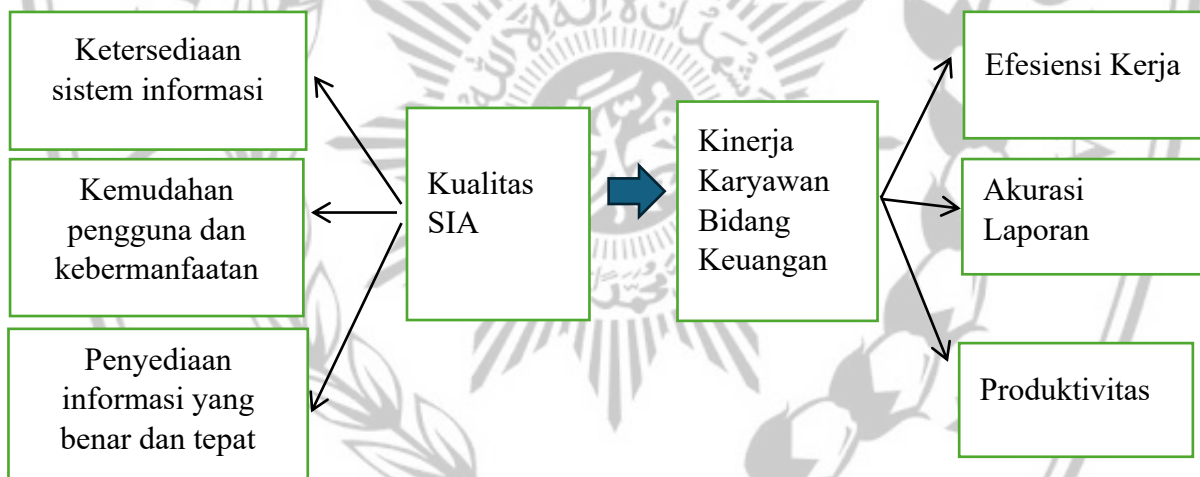 Ketersediaan
sistem informasi
Kemudahan
pengguna dan
kebermanfaatan
Penyediaan
informasi yang
benar dan tepat
Kualitas
SIA
Kinerja
Karyawan
Bidang
Keuangan
Efesiensi Kerja
Akurasi
Laporan
Produktivitas